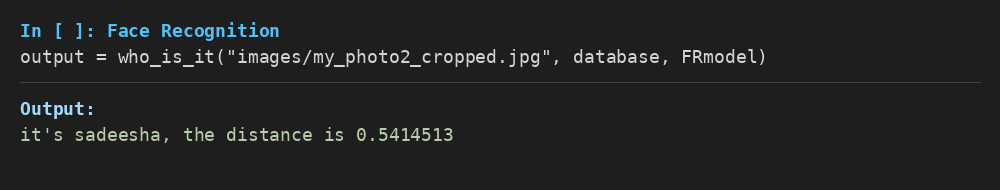 In [ ]: Face Recognition
output = who_is_it("images/my_photo2_cropped.jpg", database, FRmodel)
Output:
it's sadeesha, the distance is 0.5414513